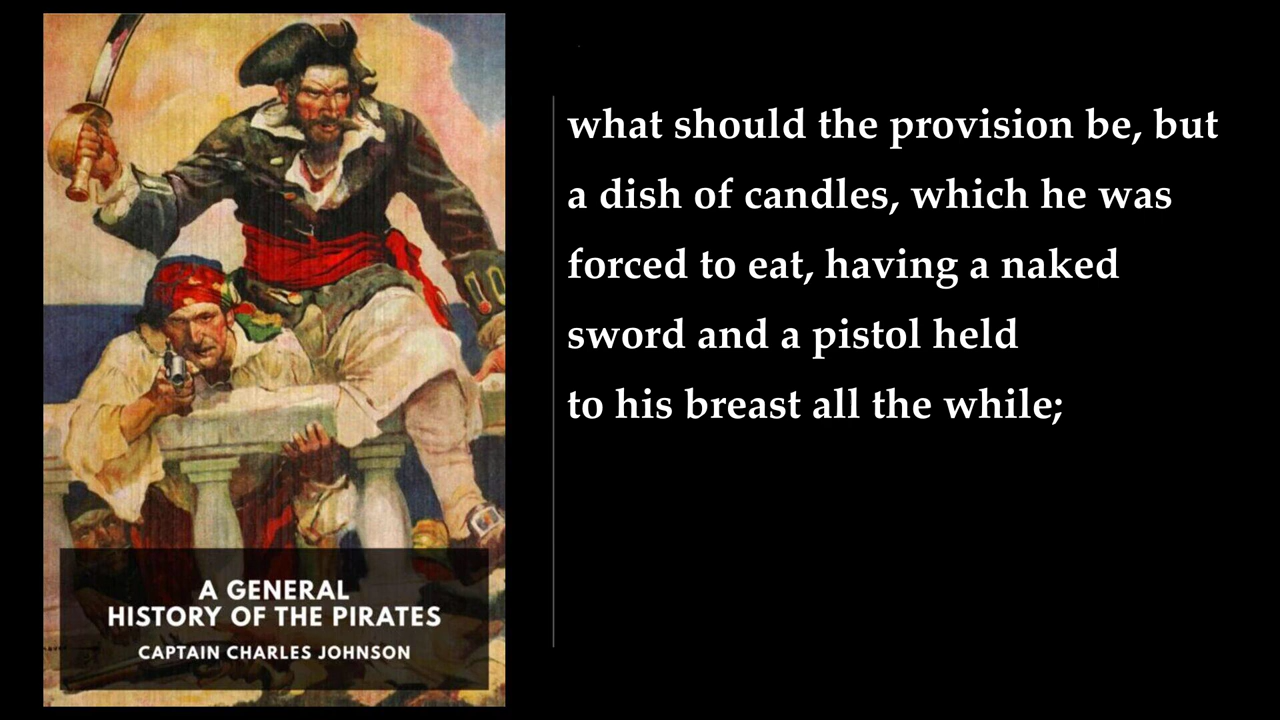 A GENERAL
HISTORY OF THE PIRATES
CAPTAIN CHARLES JOHNSON
what should the provision be, but
a dish of candles, which he was
forced to eat, having a naked
sword and a pistol held
to his breast all the while;